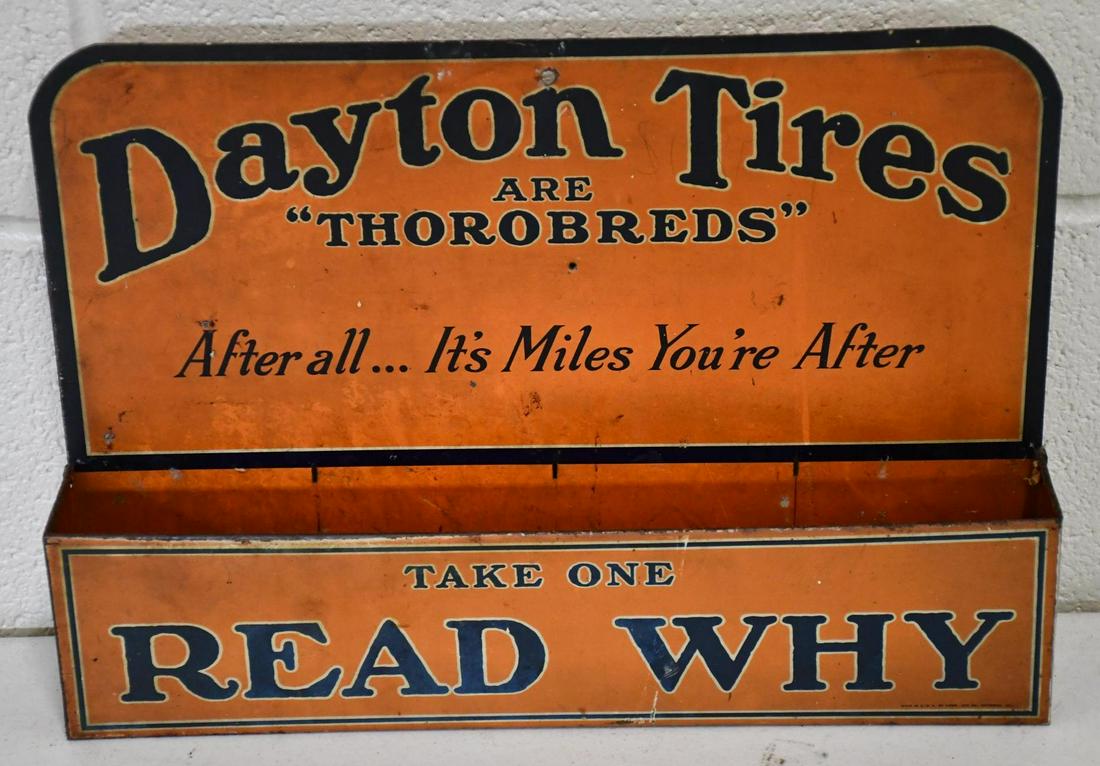 Dayton Tires
ARE
"THOROBREDS"
After all... It's Miles You're After
TAKE ONE
READ WHY